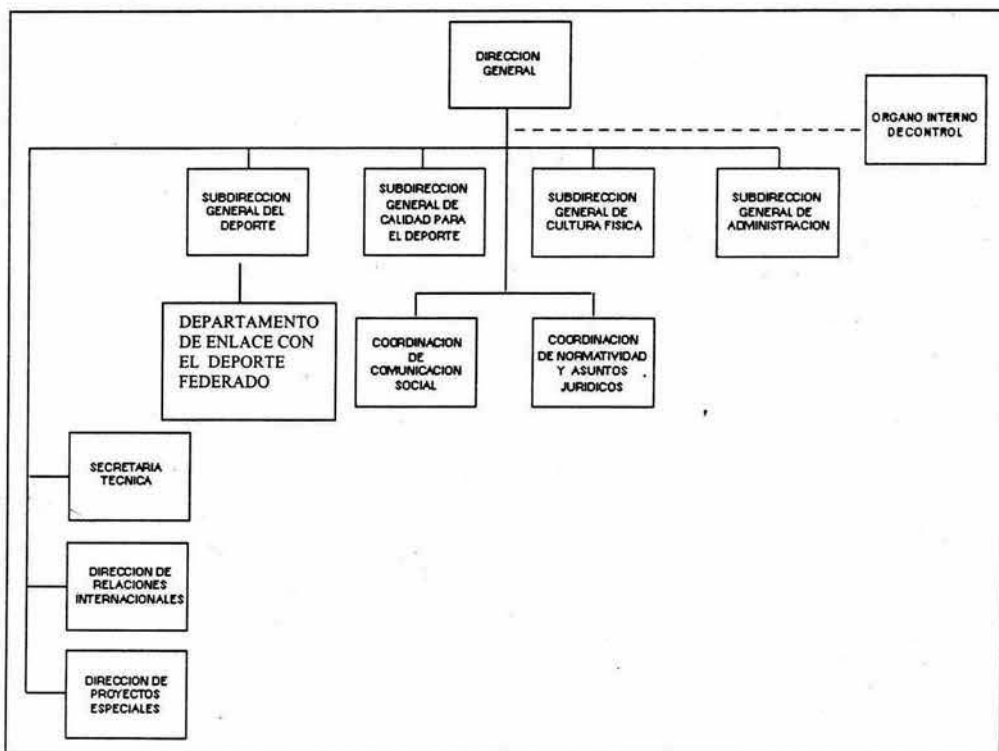 DIRECCION
GENERAL
ORGANO INTERNO
DE CONTROL
SUBDIRECCION
GENERAL DEL
DEPORTE
SUBDIRECCION
GENERAL DE
CALIDAD PARA
EL DEPORTE
SUBDIRECCION
GENERAL DE
CULTURA FISICA
SUBDIRECCION
GENERAL DE
ADMINISTRACION
DEPARTAMENTO
DE ENLACE CON
EL DEPORTE
FEDERADO
COORDINACION
DE
COMUNICACION
SOCIAL
COORDINACION
DE NORMATIVIDAD
Y ASUNTOS
JURIDICOS
SECRETARIA
TECNICA
DIRECCION DE
RELACIONES
INTERNACIONALES
DIRECCION DE
PROYECTOS
ESPECIALES